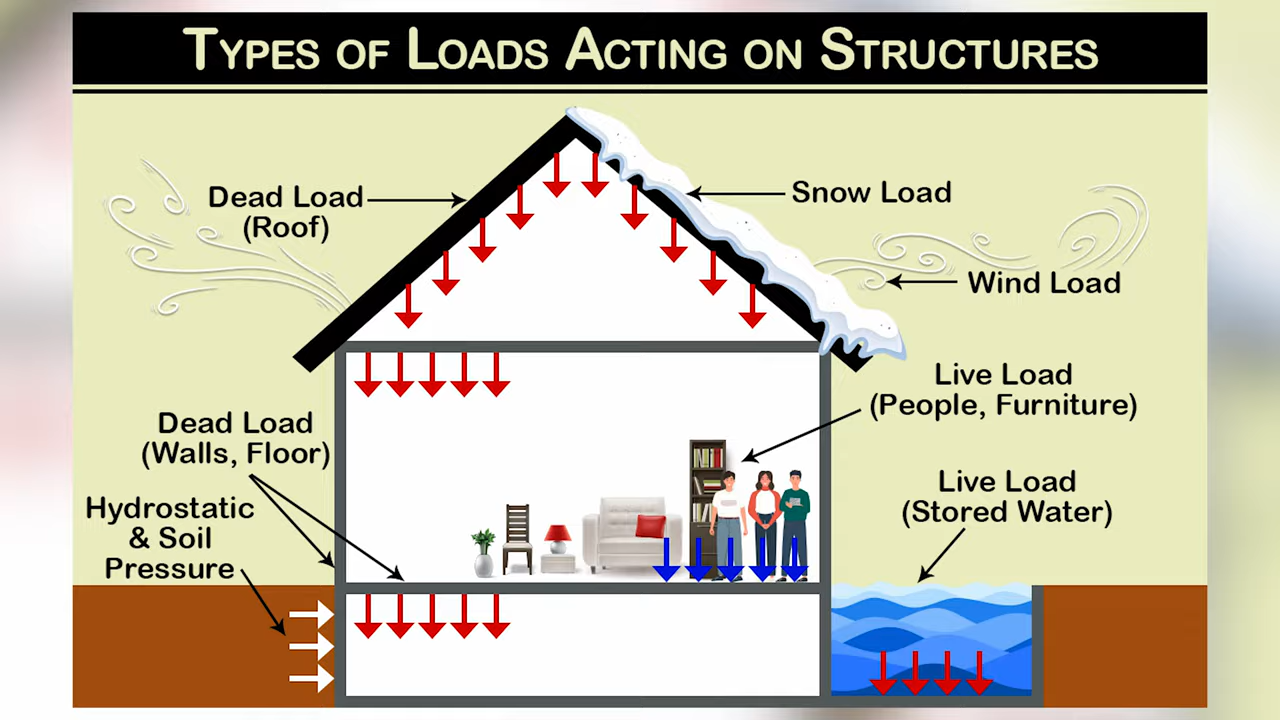 Types of Loads Acting on Structures
Dead Load
(Roof)
Snow Load
Wind Load
Live Load
(People, Furniture)
Dead Load
(Walls, Floor)
Live Load
(Stored Water)
Hydrostatic
& Soil
Pressure